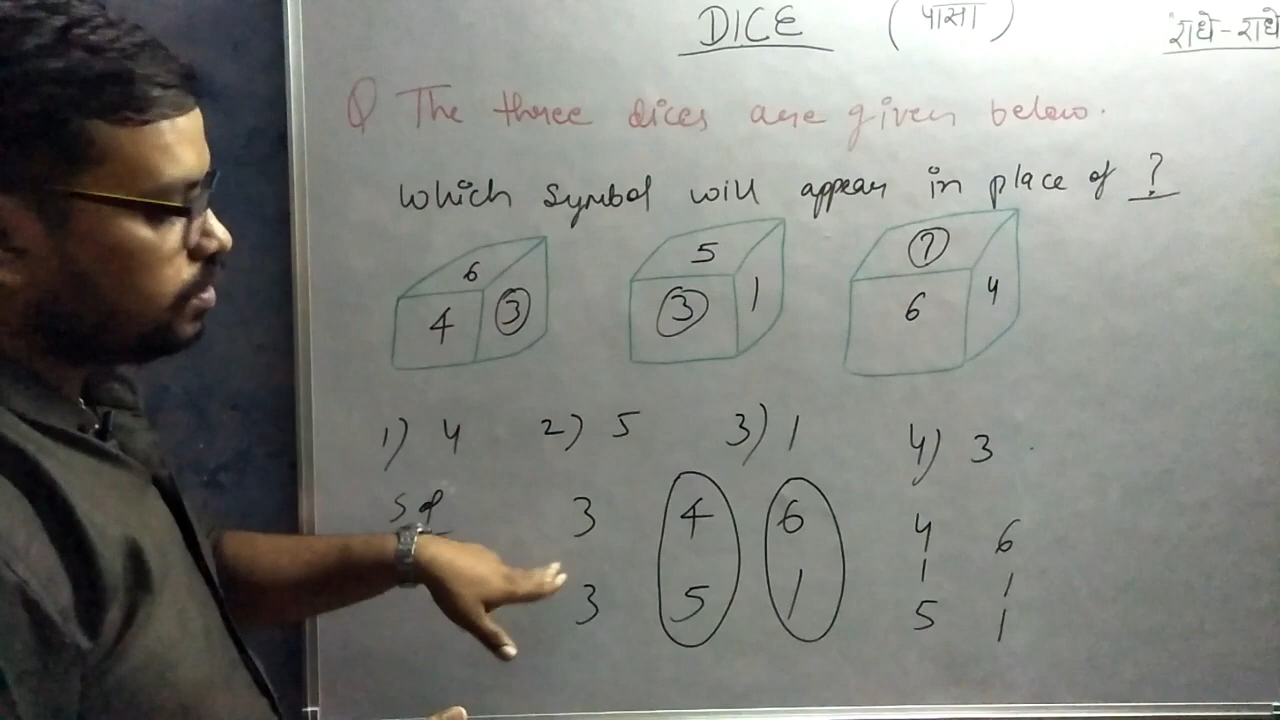 DICE (पासा) राधे-राधे
Q The three dices are given below.
Which symbol will appear in place of ?
6 4 3
5 3 1
? 6 4
1) 4 2) 5 3) 1 4) 3
Sol
3 4 6 4 6
1 1
3 5 1 5 1